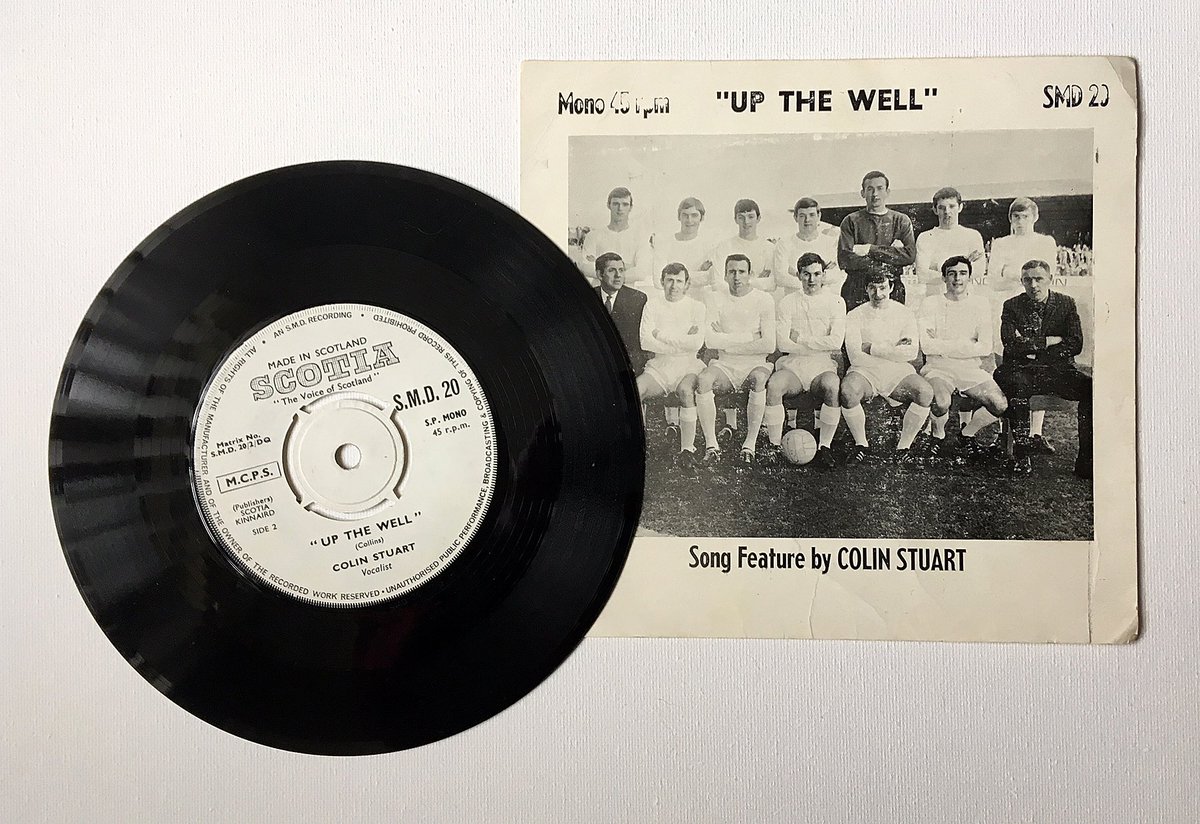 Mono 45 rpm "UP THE WELL" SMD 20
Song Feature by COLIN STUART
ALL RIGHTS OF THE MANUFACTURER AND OF THE OWNER OF THE RECORDED WORK RESERVED • UNAUTHORISED PUBLIC PERFORMANCE, BROADCASTING & COPYING OF THIS RECORD PROHIBITED • AN S.M.D. RECORDING •
MADE IN SCOTLAND
SCOTIA
"The Voice of Scotland"
S.M.D. 20
S.P. MONO
45 r.p.m.
Matrix No.
S.M.D. 20/2/DQ
M.C.P.S.
(Publishers)
SCOTIA
KINNAIRD
SIDE 2
"UP THE WELL"
(Collins)
COLIN STUART
Vocalist